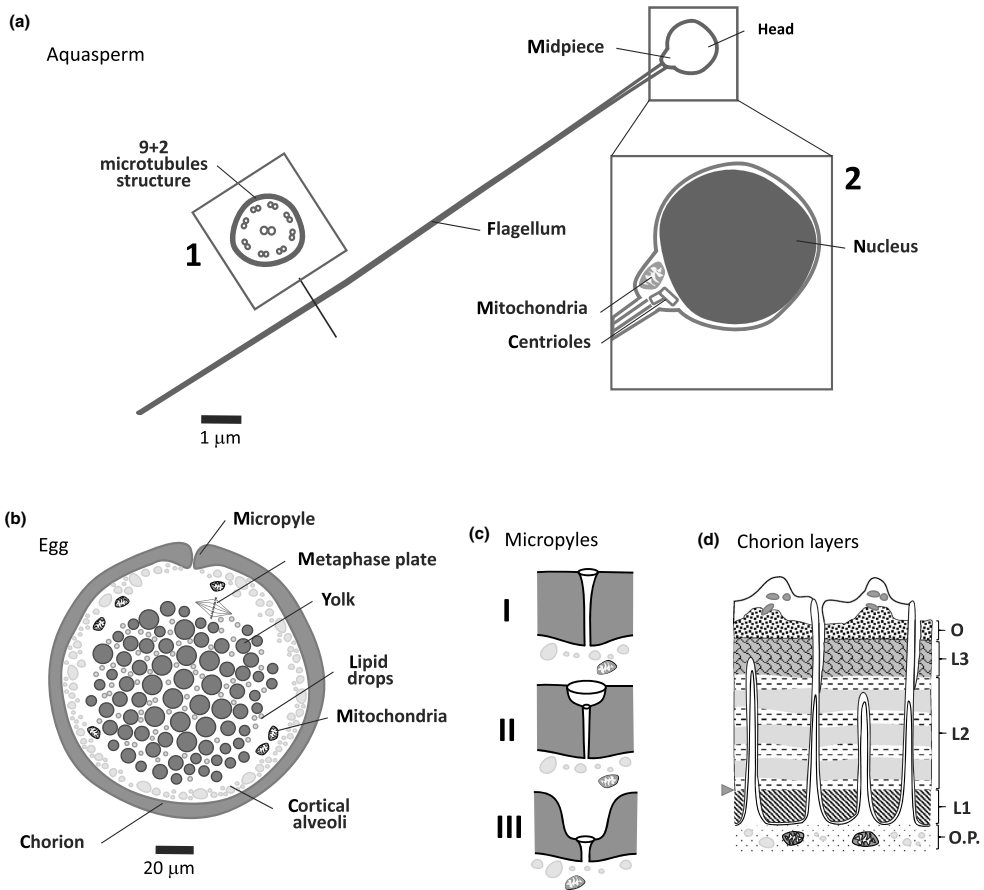 (a)
Aquasperm
Midpiece
Head
9+2
microtubules
structure
1
2
Flagellum
Nucleus
Mitochondria
Centrioles
1 μm
(b)
Egg
Micropyle
Metaphase plate
Yolk
Lipid
drops
Mitochondria
Cortical
alveoli
Chorion
20 μm
(c)
Micropyles
I
II
III
(d)
Chorion layers
O
L3
L2
L1
O.P.